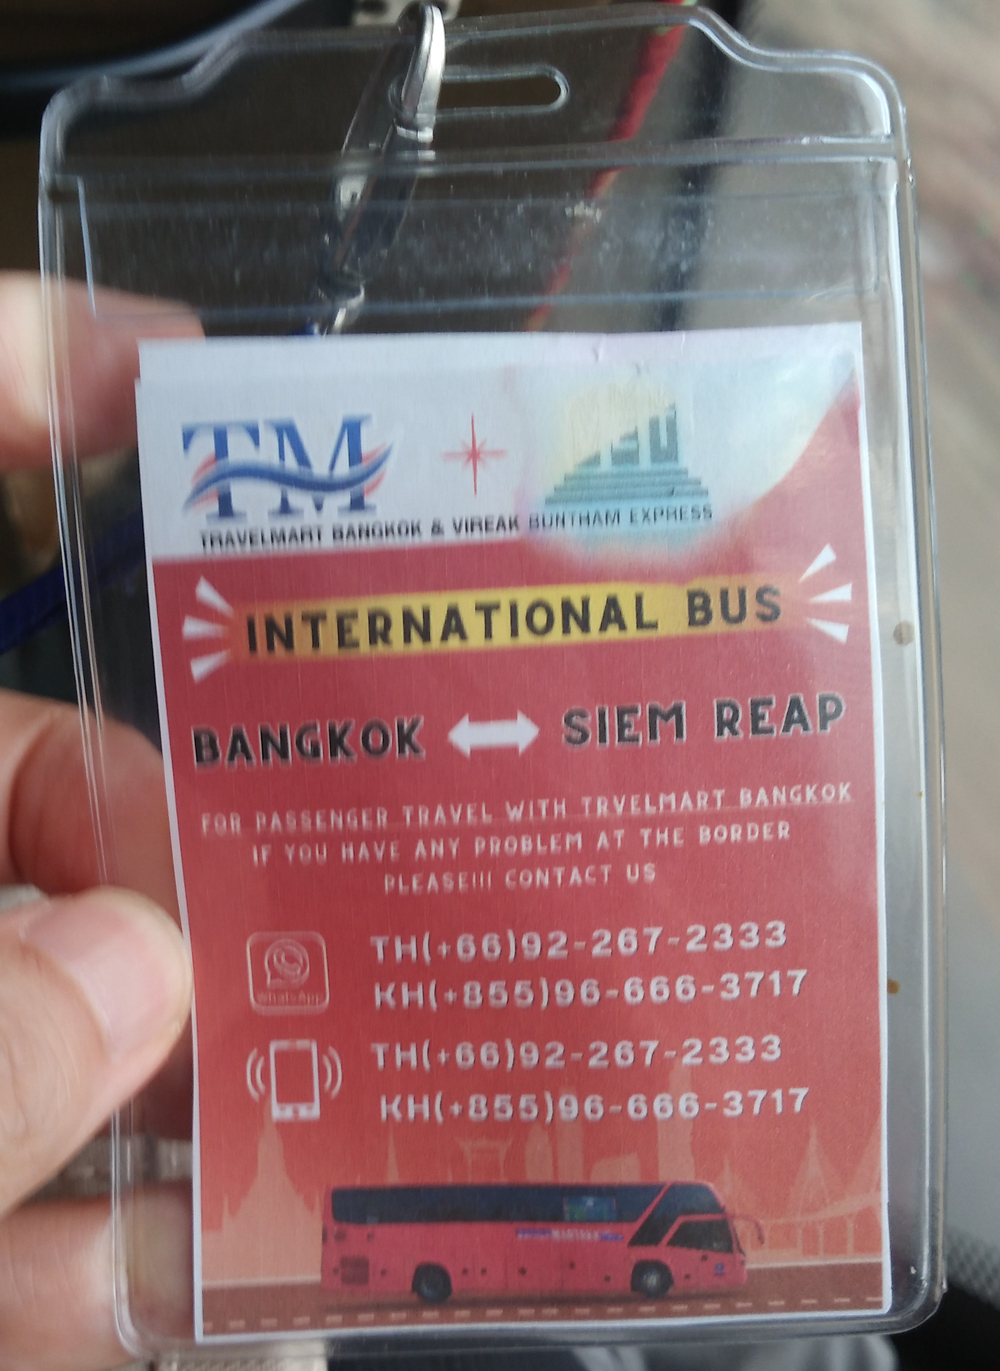 TM
TRAVELMART BANGKOK & VIREAK BUNTHAM EXPRESS
INTERNATIONAL BUS
BANGKOK SIEM REAP
FOR PASSENGER TRAVEL WITH TRVELMART BANGKOK
IF YOU HAVE ANY PROBLEM AT THE BORDER
PLEASE!!! CONTACT US
WhatsApp
TH(+66)92-267-2333
KH(+855)96-666-3717
TH(+66)92-267-2333
KH(+855)96-666-3717